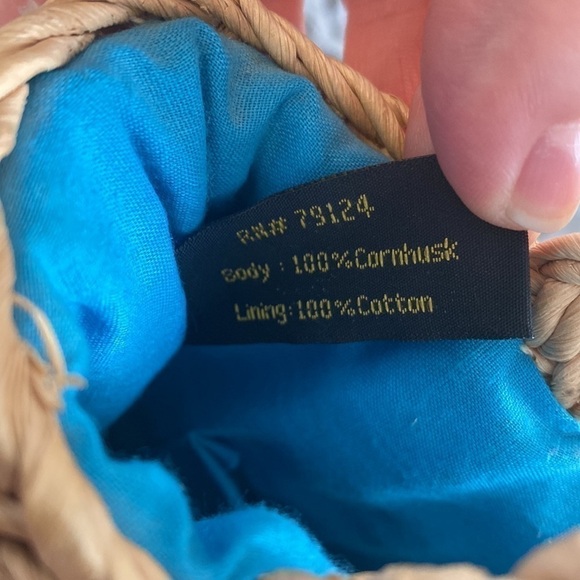 RN# 79124
Body : 100%Cornhusk
Lining:100%Cotton